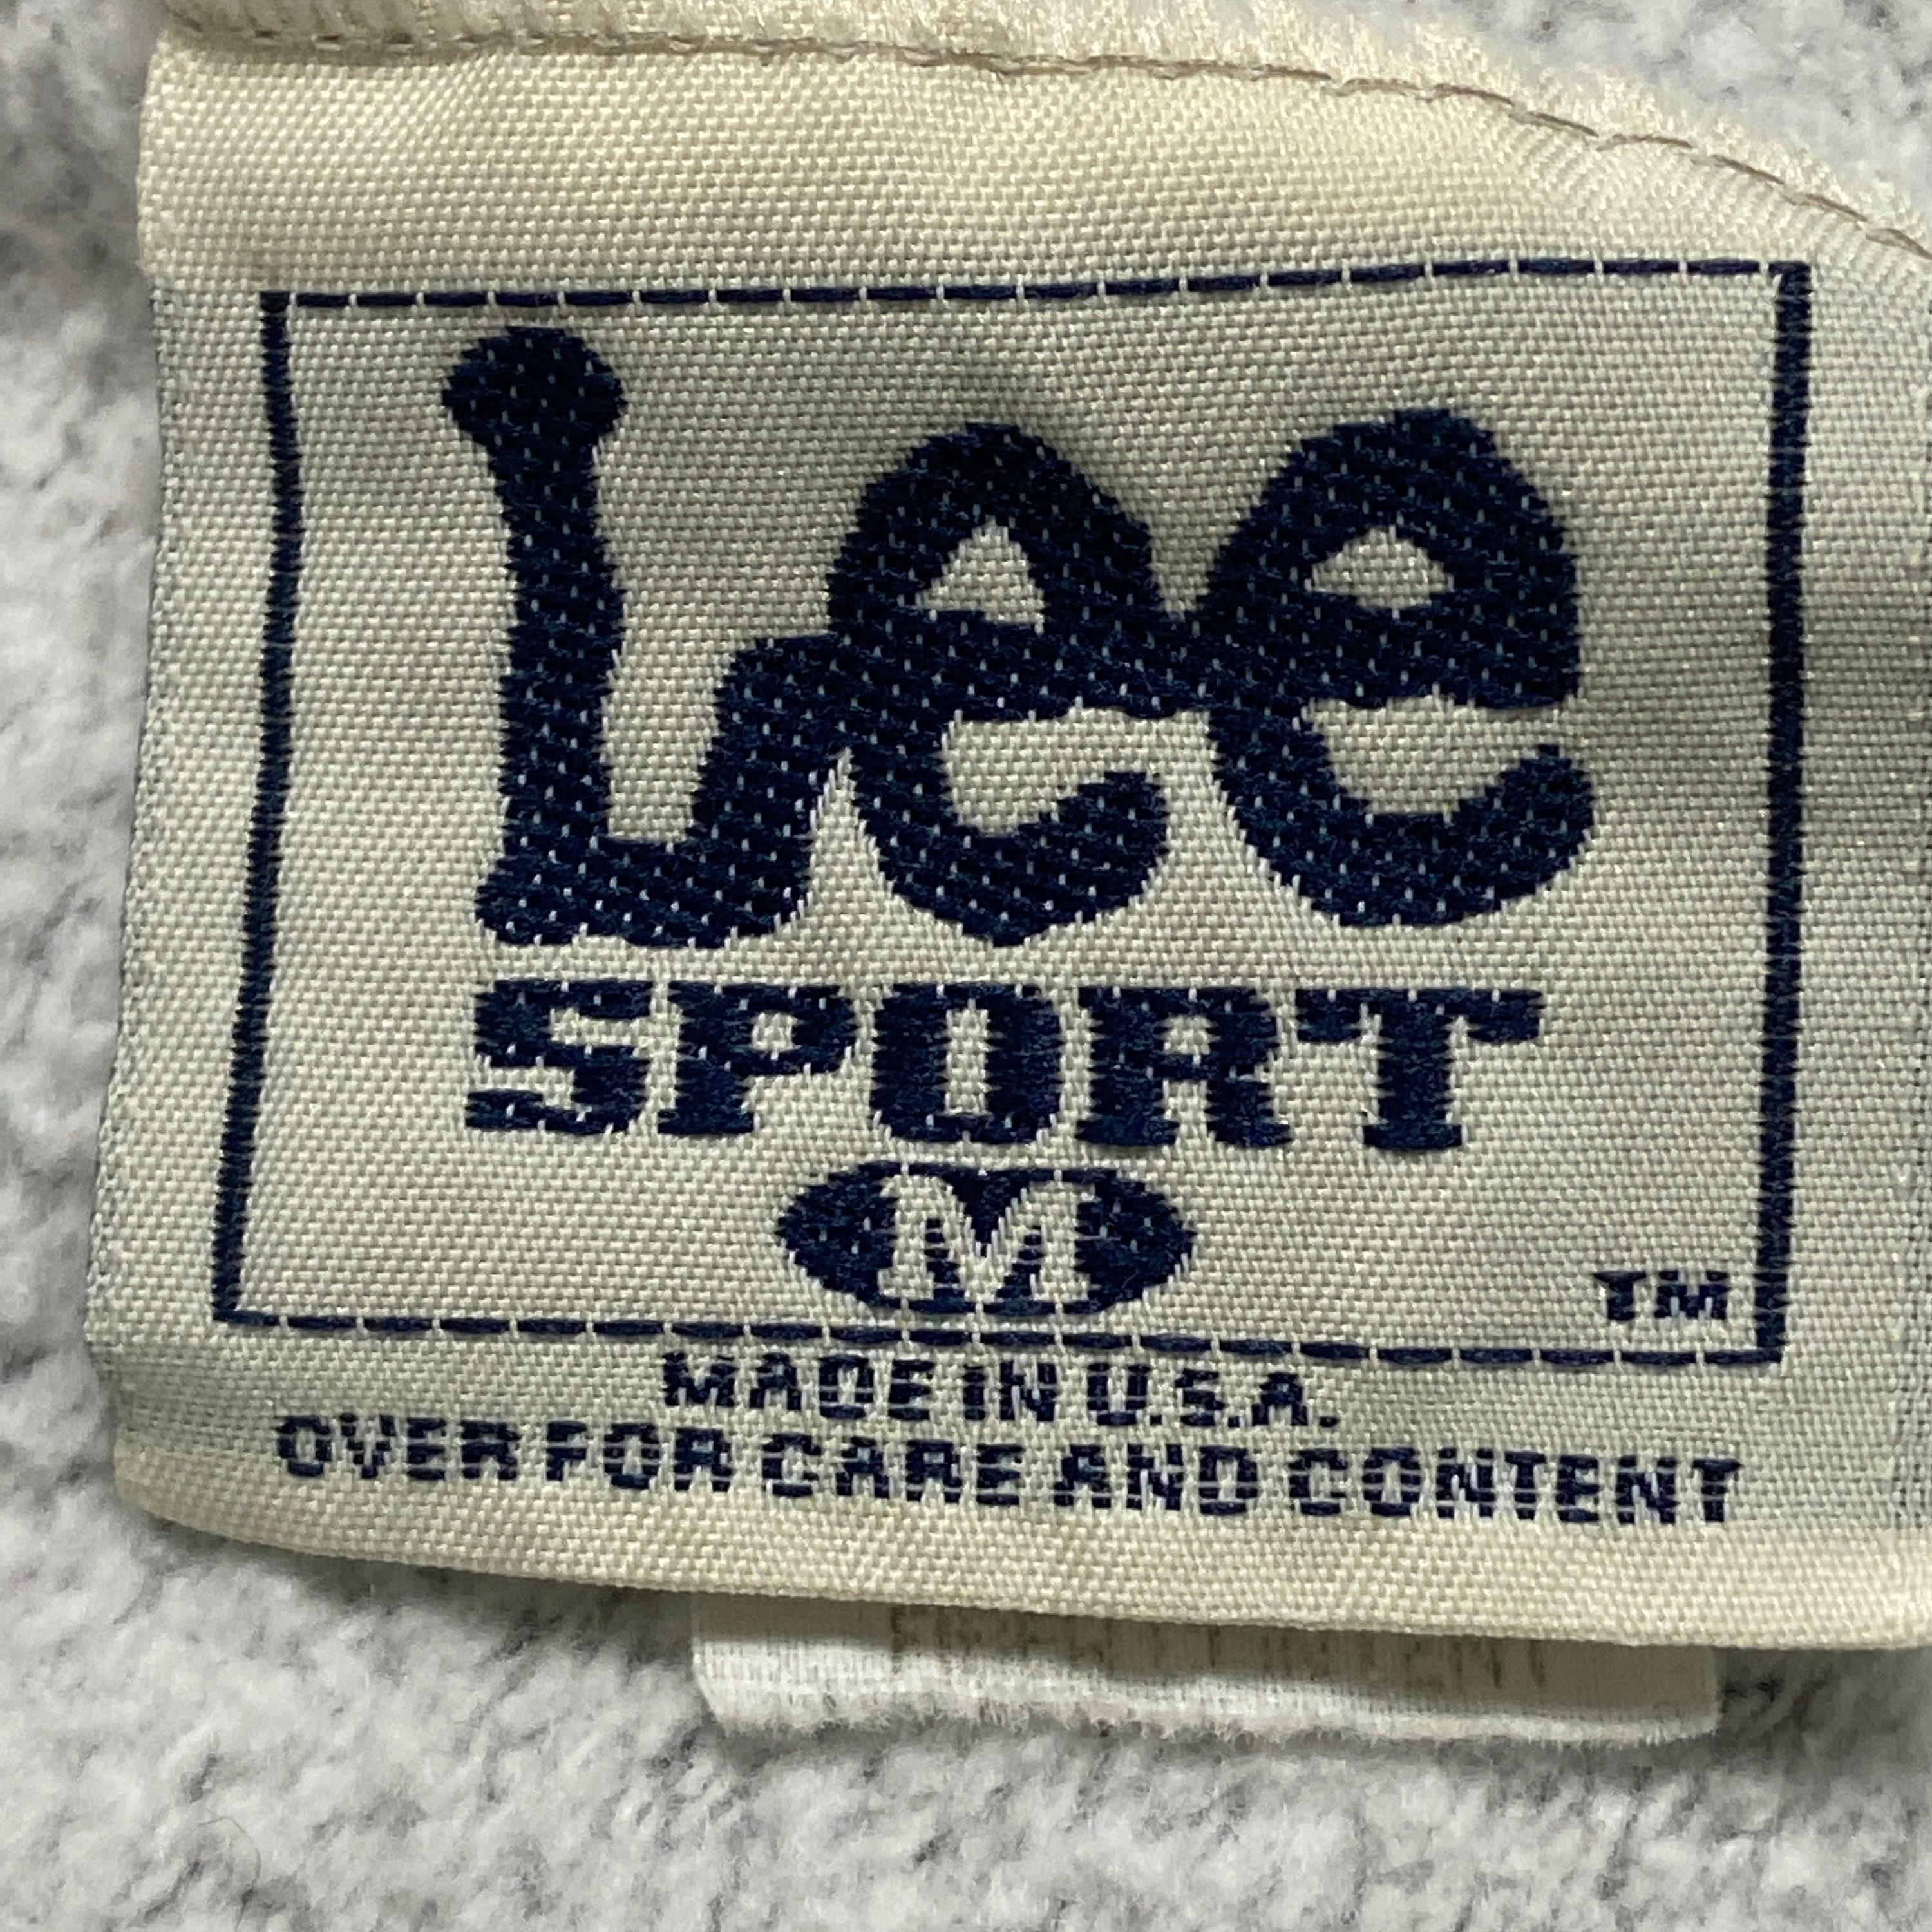 Lee
SPORT
M
TM
MADE IN U.S.A.
OVER FOR CARE AND CONTENT